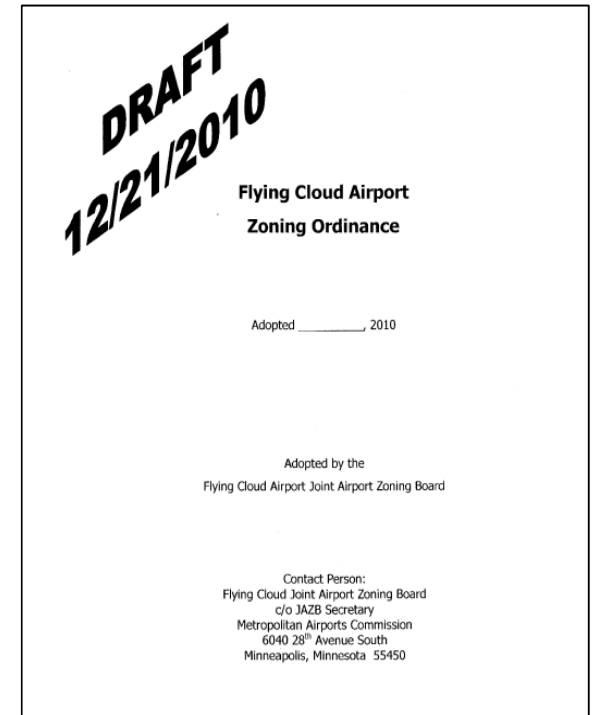 DRAFT
12/21/2010
Flying Cloud Airport
Zoning Ordinance
Adopted __________, 2010
Adopted by the
Flying Cloud Airport Joint Airport Zoning Board
Contact Person:
Flying Cloud Joint Airport Zoning Board
c/o JAZB Secretary
Metropolitan Airports Commission
6040 28th Avenue South
Minneapolis, Minnesota 55450